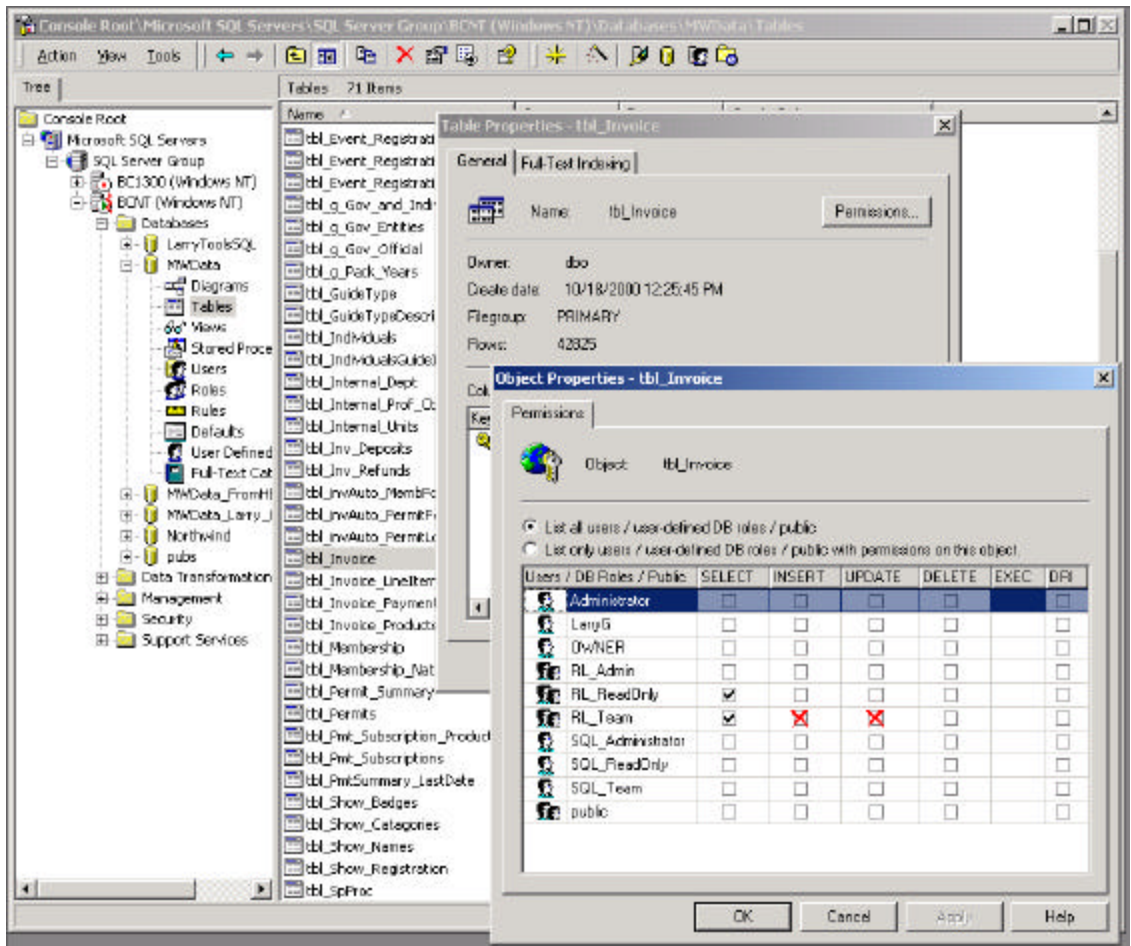 Console Root\Microsoft SQL Servers\SQL Server Group\BCNT (Windows NT)\Databases\MWData\Tables
Action View Tools
Tree
Tables 71 Items
Console Root
Microsoft SQL Servers
SQL Server Group
BC1300 (Windows NT)
BCNT (Windows NT)
Databases
LarryToolsSQL
MWData
Diagrams
Tables
Views
Stored Proce
Users
Roles
Rules
Defaults
User Defined
Full-Text Cat
MWData_FromH
MWData_Larry_
Northwind
pubs
Data Transformation
Management
Security
Support Services
Name
tbl_Event_Registrati
tbl_Event_Registrati
tbl_Event_Registrati
tbl_g_Gov_and_Indi
tbl_g_Gov_Entities
tbl_g_Gov_Official
tbl_g_Pack_Years
tbl_GuideType
tbl_GuideTypeDescri
tbl_Individuals
tbl_IndividualsGuide
tbl_Internal_Dept
tbl_Internal_Prof_
tbl_Internal_Units
tbl_Inv_Deposits
tbl_Inv_Refunds
tbl_invAuto_MembFe
tbl_invAuto_PermitF
tbl_invAuto_PermitL
tbl_Invoice
tbl_Invoice_LineIter
tbl_Invoice_Payment
tbl_Invoice_Products
tbl_Membership
tbl_Membership_Nat
tbl_Permit_Summary
tbl_Permits
tbl_Pmt_Subscription_Product
tbl_Pmt_Subscriptions
tbl_PmtSummary_LastDate
tbl_Show_Badges
tbl_Show_Catagories
tbl_Show_Names
tbl_Show_Registration
tbl_SpProc
Table Properties - tbl_Invoice
General Full-Text Indexing
Name: tbl_Invoice Permissions...
Owner: dbo
Create date: 10/18/2000 12:25:45 PM
Filegroup: PRIMARY
Rows: 42825
Col
Key
Object Properties - tbl_Invoice
Permissions
Object: tbl_Invoice
List all users / user-defined DB roles / public
List only users / user-defined DB roles / public with permissions on this object.
Users / DB Roles / Public SELECT INSERT UPDATE DELETE EXEC DRI
Administrator
LarryG
OWNER
RL_Admin
RL_ReadOnly
RL_Team
SQL_Administrator
SQL_ReadOnly
SQL_Team
public
OK Cancel Apply Help